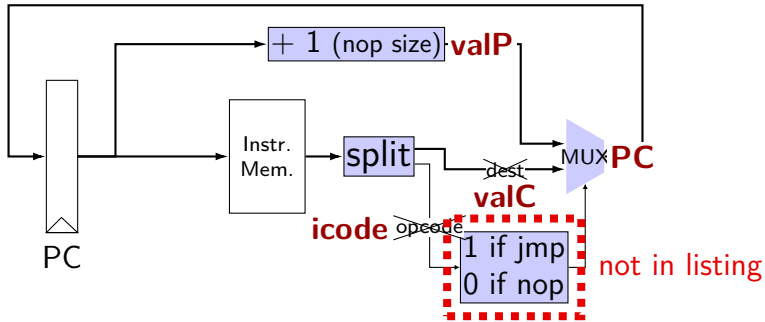 + 1 (nop size) valP
Instr.
Mem.
split
dest
valC
MUX PC
icode opcode
PC
1 if jmp
0 if nop
not in listing